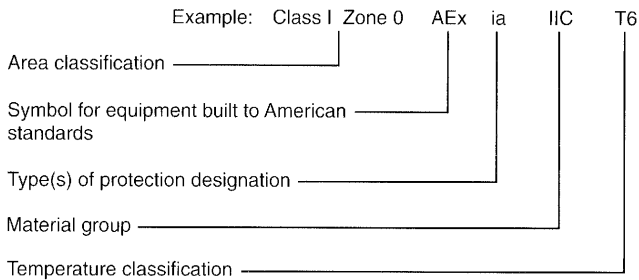 Example: Class I Zone 0 AEx ia IIC T6
Area classification
Symbol for equipment built to American
standards
Type(s) of protection designation
Material group
Temperature classification